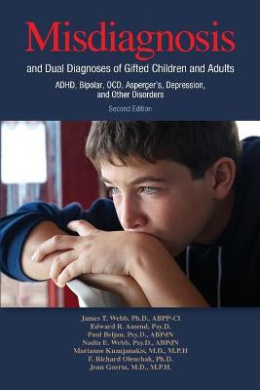 Misdiagnosis
and Dual Diagnoses of Gifted Children and Adults
ADHD, Bipolar, OCD, Asperger's, Depression,
and Other Disorders
Second Edition
James T. Webb, Ph.D., ABPP-Cl
Edward R. Amend, Psy.D.
Paul Beljan, Psy.D., ABPdN
Nadia E. Webb, Psy.D., ABPdN
Marianne Kuzujanakis, M.D., M.P.H
F. Richard Olenchak, Ph.D.
Jean Goerss, M.D., M.P.H.